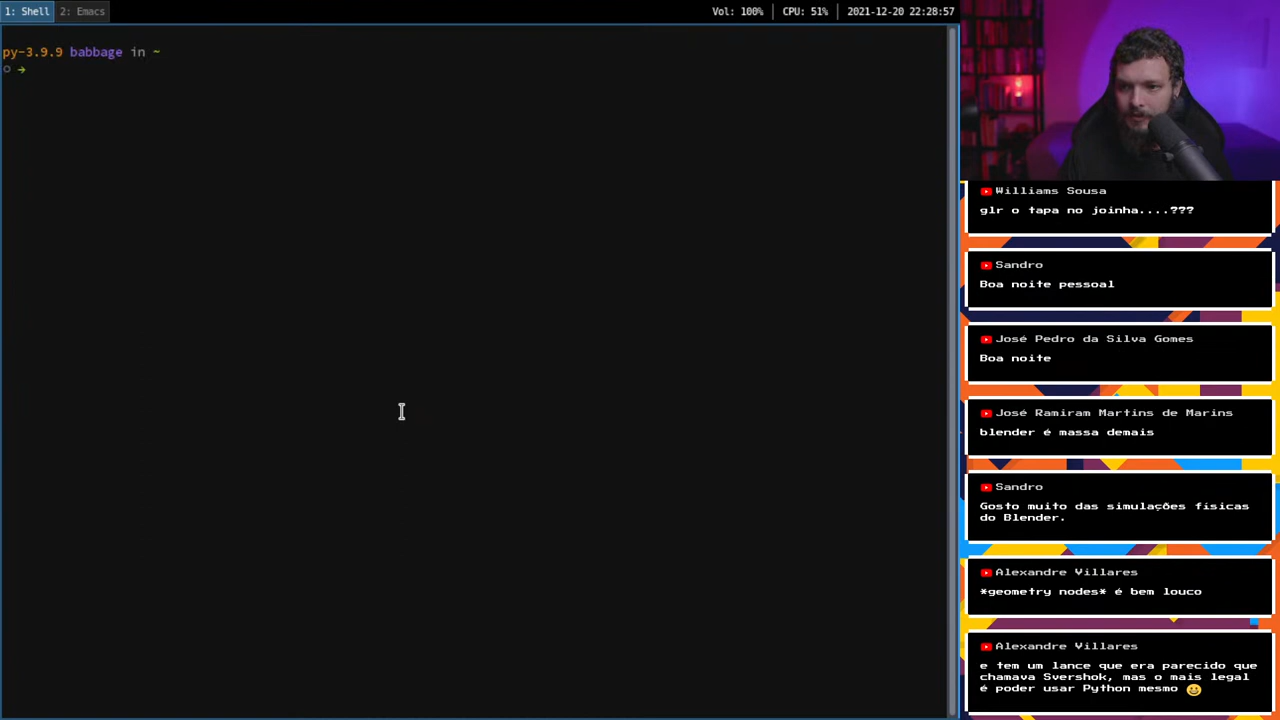 1: Shell 2: Emacs Vol: 100% CPU: 51% 2021-12-20 22:28:57
py-3.9.9 babbage in ~
○ →
Williams Sousa
glr o tapa no joinha....???
Sandro
Boa noite pessoal
José Pedro da Silva Gomes
Boa noite
José Ramiram Martins de Marins
blender é massa demais
Sandro
Gosto muito das simulações físicas
do Blender.
Alexandre Villares
*geometry nodes* é bem louco
Alexandre Villares
e tem um lance que era parecido que
chamava Svershok, mas o mais legal
é poder usar Python mesmo 😀